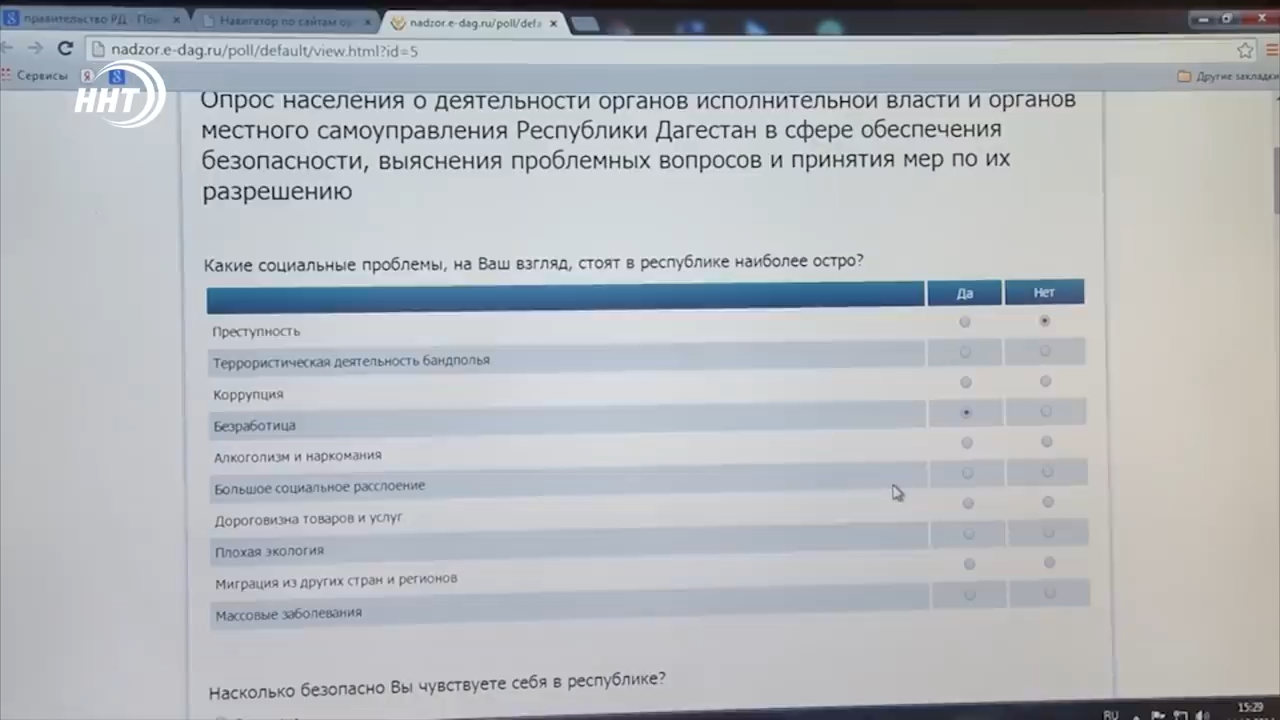 правительство РД - Пои
Навигатор по сайтам ор
nadzor.e-dag.ru/poll/defa
nadzor.e-dag.ru/poll/default/view.html?id=5
Сервисы
Другие закладки
ННТ
Опрос населения о деятельности органов исполнительной власти и органов
местного самоуправления Республики Дагестан в сфере обеспечения
безопасности, выяснения проблемных вопросов и принятия мер по их
разрешению
Какие социальные проблемы, на Ваш взгляд, стоят в республике наиболее остро?
Да Нет
Преступность
Террористическая деятельность бандполья
Коррупция
Безработица
Алкоголизм и наркомания
Большое социальное расслоение
Дороговизна товаров и услуг
Плохая экология
Миграция из других стран и регионов
Массовые заболевания
Насколько безопасно Вы чувствуете себя в республике?
RU
15:29